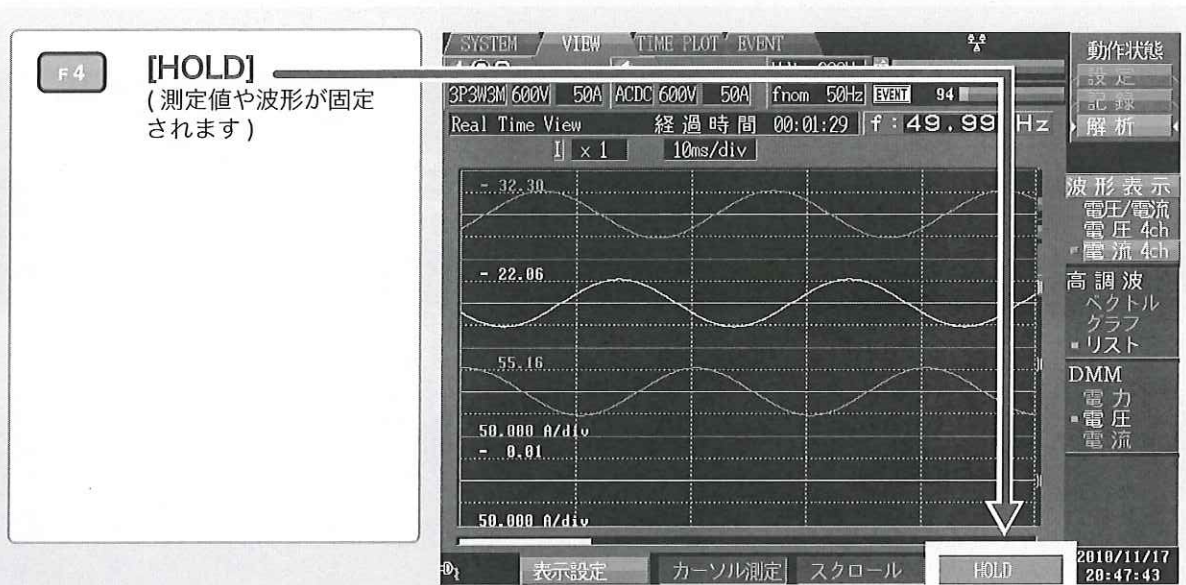 F4
[HOLD]
(測定値や波形が固定
されます)
SYSTEM VIEW TIME PLOT EVENT
3P3W3M 600V 50A ACDC 600V 50A fnom 50Hz EVENT 94
Real Time View 経過時間 00:01:29 f:49.99 Hz
I x 1 10ms/div
- 32.30
- 22.06
55.16
50.000 A/div
- 0.01
50.000 A/div
動作状態
設定
記録
解析
波形表示
電圧/電流
電圧 4ch
電流 4ch
高調波
ベクトル
グラフ
リスト
DMM
電力
電圧
電流
表示設定 カーソル測定 スクロール HOLD
2010/11/17
20:47:43